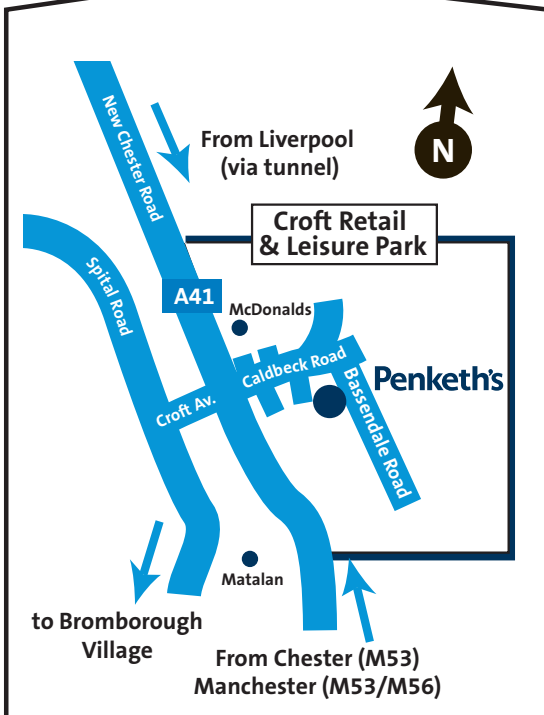 New Chester Road
From Liverpool
(via tunnel)
N
Croft Retail
& Leisure Park
Spital Road
A41
McDonalds
Caldbeck Road
Penketh's
Croft Av.
Bassendale Road
Matalan
to Bromborough
Village
From Chester (M53)
Manchester (M53/M56)